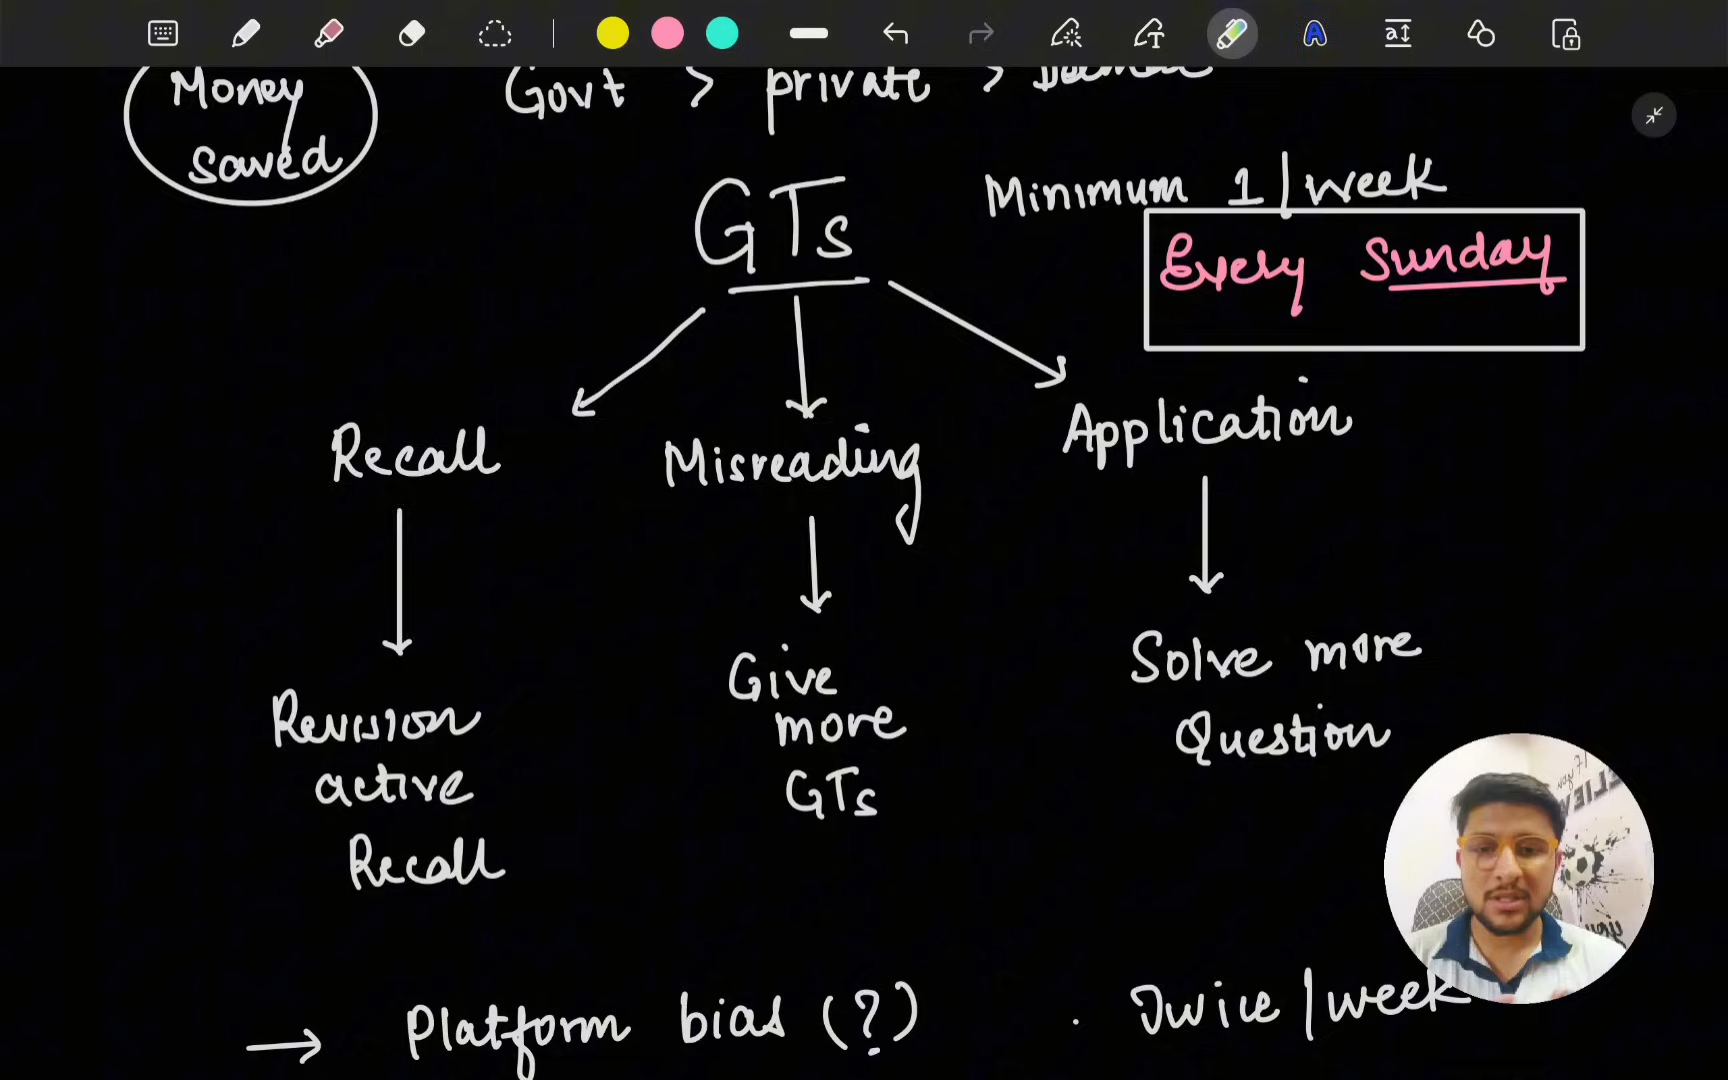 Money
saved
Govt > private >
GTs
Minimum 1/week
Every Sunday
Recall
Misreading
Application
Revision
active
Recall
Give
more
GTs
Solve more
Question
→ Platform bias (?)
. Twice/week